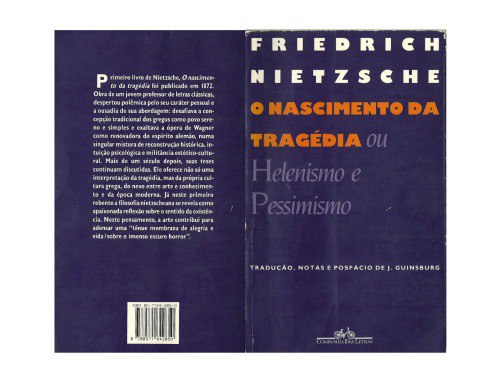 Primeiro livro de Nietzsche, O nascimen-
to da tragédia foi publicado em 1872.
Obra de um jovem professor de letras clássicas,
despertou polêmica pelo seu caráter pessoal e
a ousadia de sua abordagem: desafiava a con-
cepção tradicional dos gregos como povo sere-
no e simples e exaltava a ópera de Wagner
como renovadora do espírito alemão, numa
singular mistura de reconstrução histórica, in-
tuição psicológica e militância estético-cultu-
ral. Mais de um século depois, suas teses
continuam discutidas. Ele oferece não só uma
interpretação da tragédia, mas da própria cultu-
ra grega, do nexo entre arte e conhecimento
e da época moderna. Já neste primeiro
rebento a filosofia nietzscheana se revela como
apaixonada reflexão sobre o sentido da existên-
cia. Neste pensamento, a arte contribui para
ademar uma "tênue membrana de alegria e
vida/sobre o imenso escuro horror".
FRIEDRICH
NIETZSCHE
O NASCIMENTO DA
TRAGÉDIA ou
Helenismo e
Pessimismo
TRADUÇÃO, NOTAS E POSFÁCIO DE J. GUINSBURG
COMPANHIA DAS LETRAS